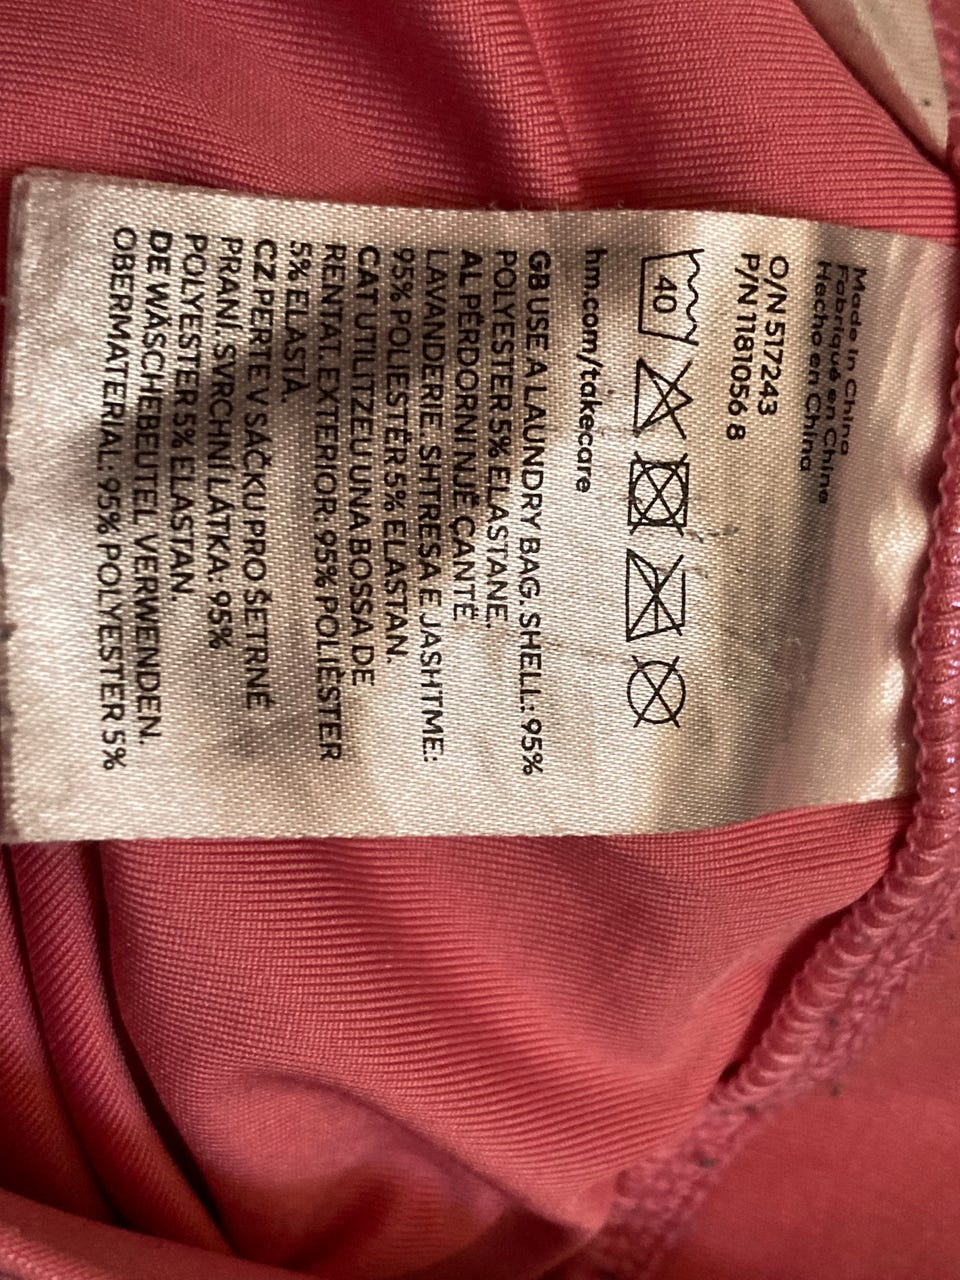 Made in China
Fabriqué en Chine
Hecho en China
O/N 517243
P/N 1181056 8
40
hm.com/takecare
GB USE A LAUNDRY BAG. SHELL: 95%
POLYESTER 5% ELASTANE.
AL PËRDORNI NJË ÇANTË
LAVANDERIE. SHTRESA E JASHTME:
95% POLIESTËR 5% ELASTAN.
CAT UTILITZEU UNA BOSSA DE
RENTAT. EXTERIOR: 95% POLIÈSTER
5% ELASTÀ.
CZ PERTE V SÁČKU PRO ŠETRNÉ
PRANÍ. SVRCHNÍ LÁTKA: 95%
POLYESTER 5% ELASTAN.
DE WÄSCHEBEUTEL VERWENDEN.
OBERMATERIAL: 95% POLYESTER 5%